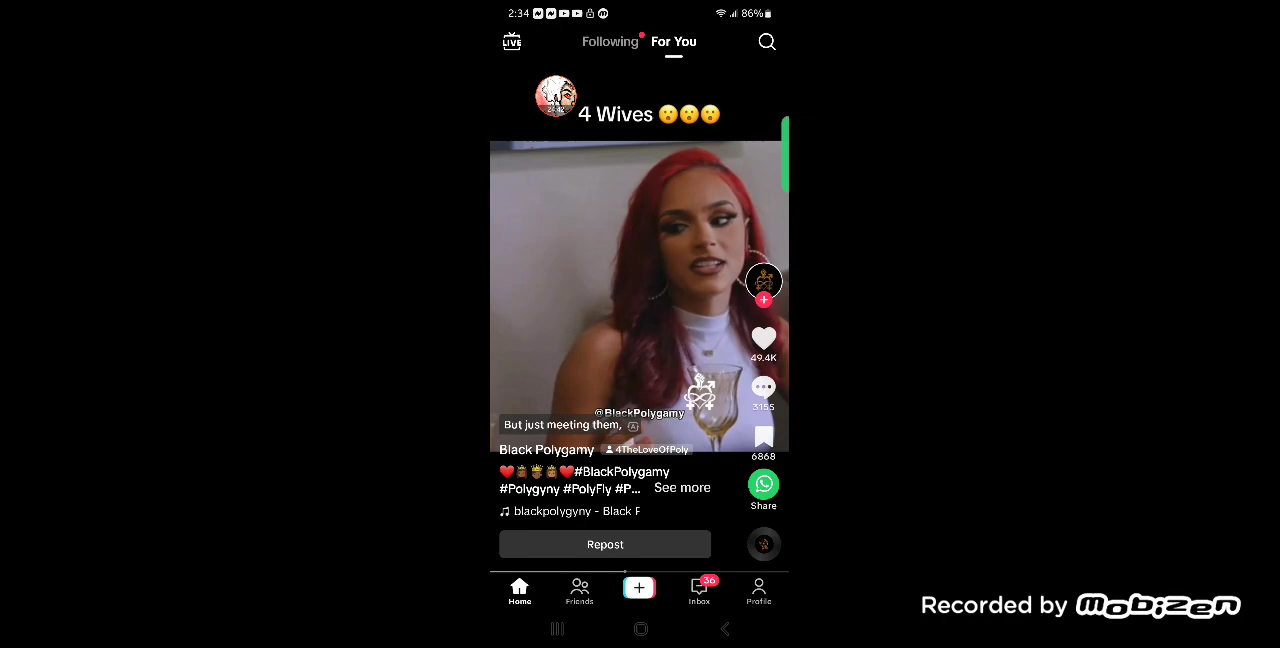 2:34
86%
LIVE
Following
For You
24:42
4 Wives 😮😮😮
49.4K
3155
@BlackPolygamy
But just meeting them,
Black Polygamy
4TheLoveOfPoly
6868
❤️👸🏾🤴🏾👸🏾❤️#BlackPolygamy
#Polygyny #PolyFly #P... See more
Share
blackpolygyny - Black F
Repost
36
Home
Friends
Inbox
Profile
Recorded by mobizen